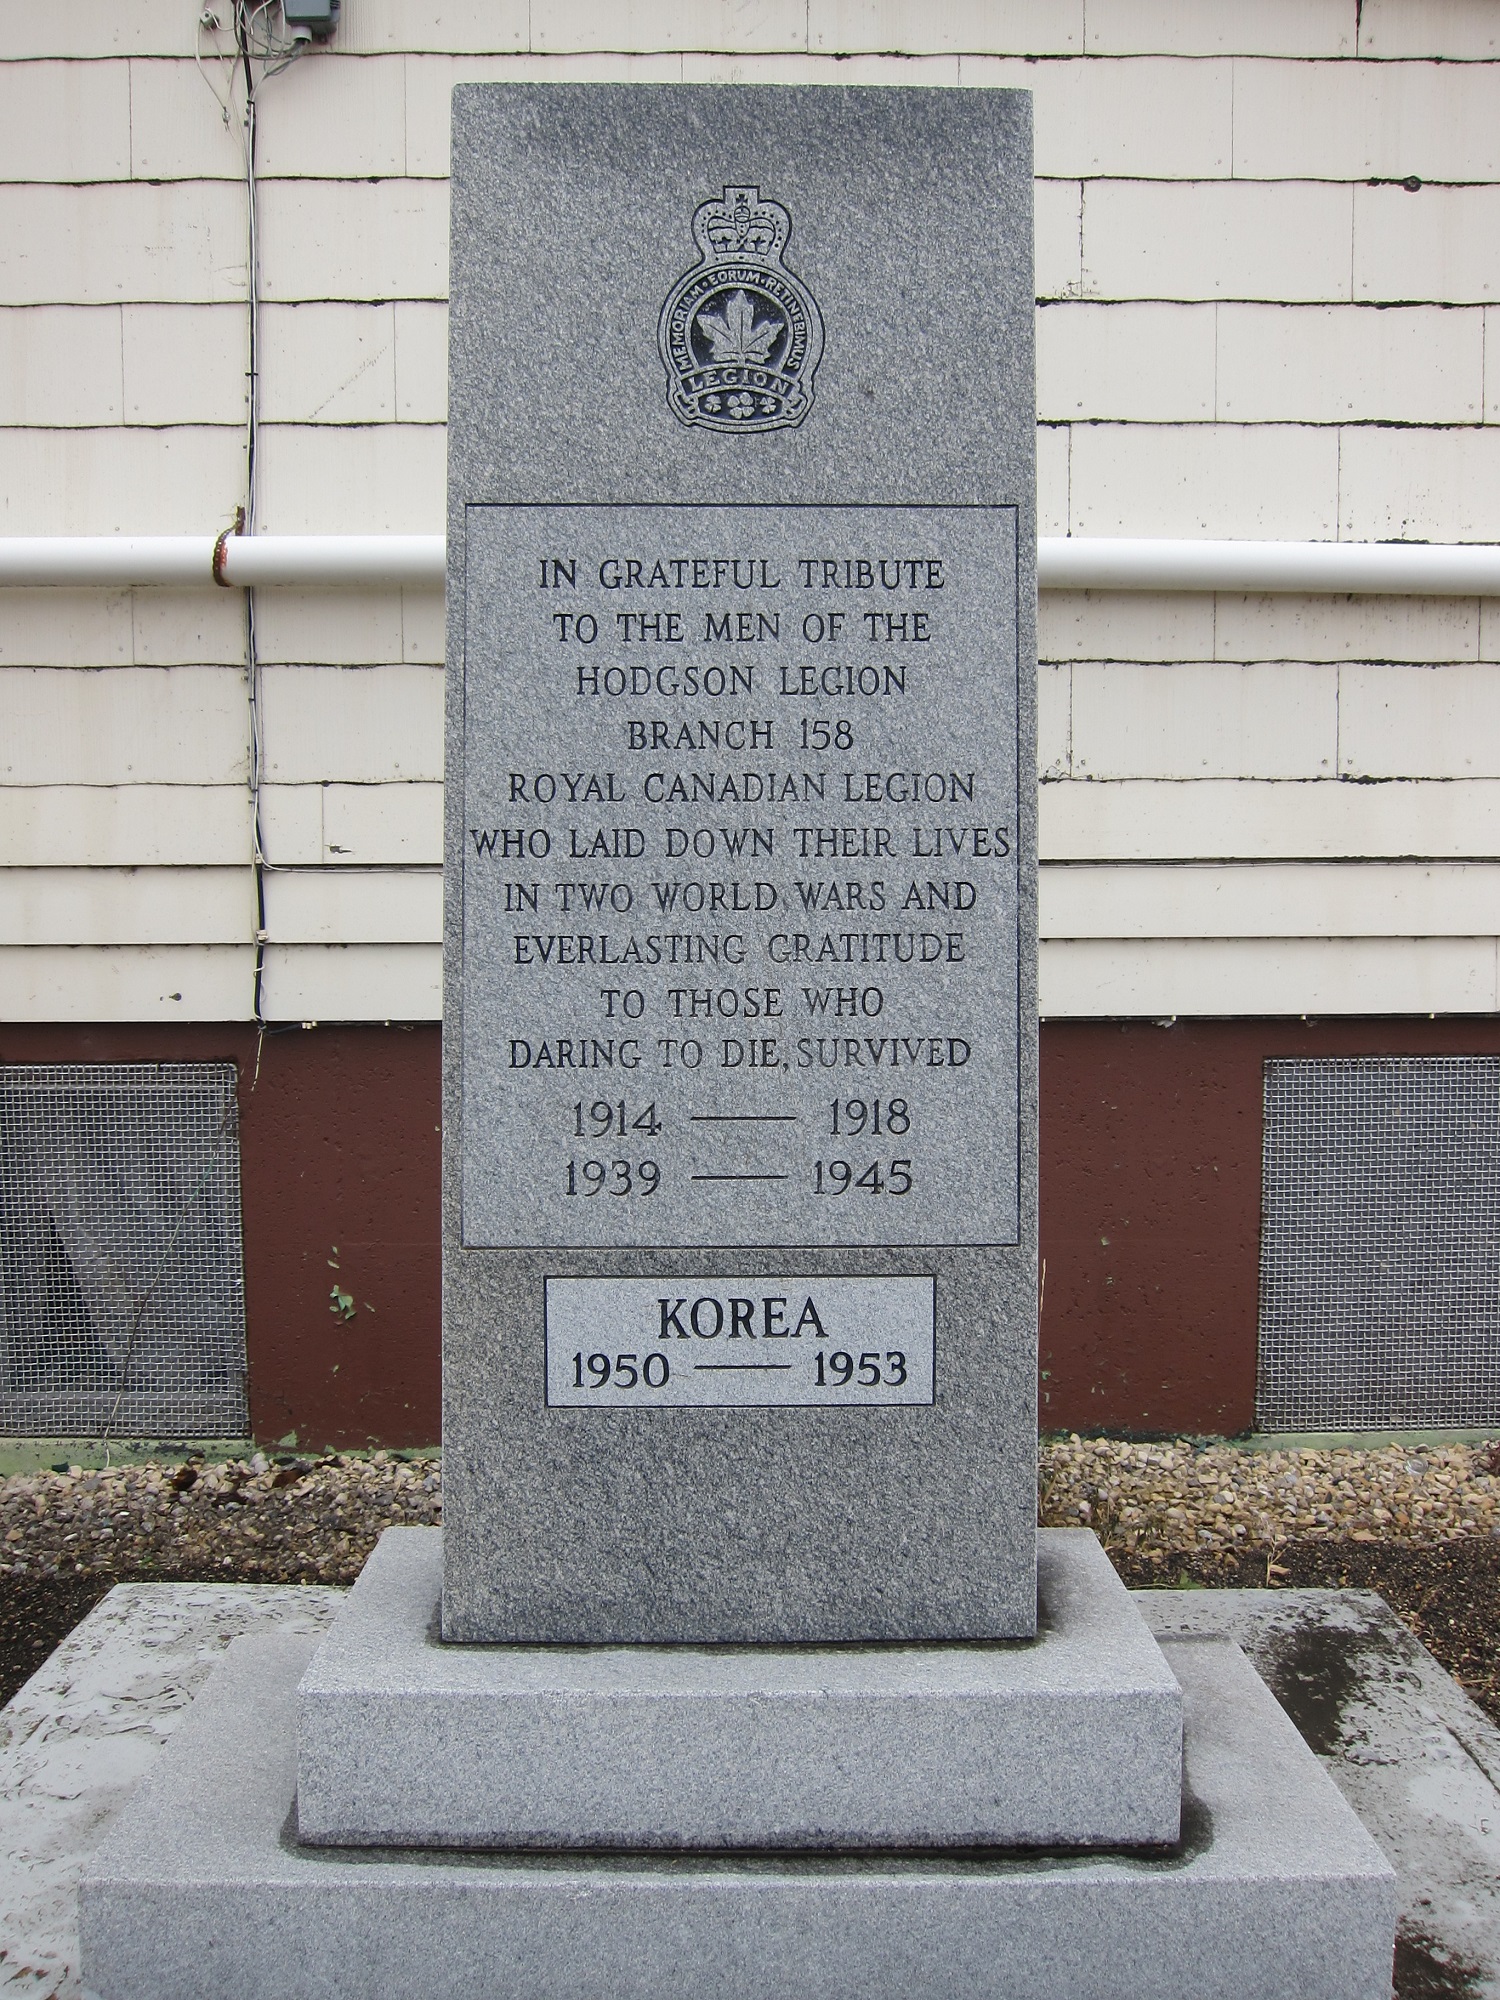 MEMORIAM · EORUM · RETINEBIMUS
LEGION
IN GRATEFUL TRIBUTE
TO THE MEN OF THE
HODGSON LEGION
BRANCH 158
ROYAL CANADIAN LEGION
WHO LAID DOWN THEIR LIVES
IN TWO WORLD WARS AND
EVERLASTING GRATITUDE
TO THOSE WHO
DARING TO DIE, SURVIVED
1914 — 1918
1939 — 1945
KOREA
1950 — 1953